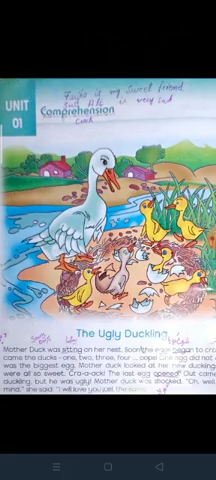 is my sweet friend
is very sad
UNIT
01
Comprehension
The Ugly Duckling
Mother Duck was sitting on her nest. Soon the eggs began to crack
came the ducks - one, two, three, four ... oops! One egg did not
was the biggest egg. Mother duck looked at her new ducklings
were all so sweet. Cra-a-ack! The last egg opened. Out came
duckling, but he was ugly! Mother duck was shocked. "Oh, well
mind," she said. "I will love you just the same